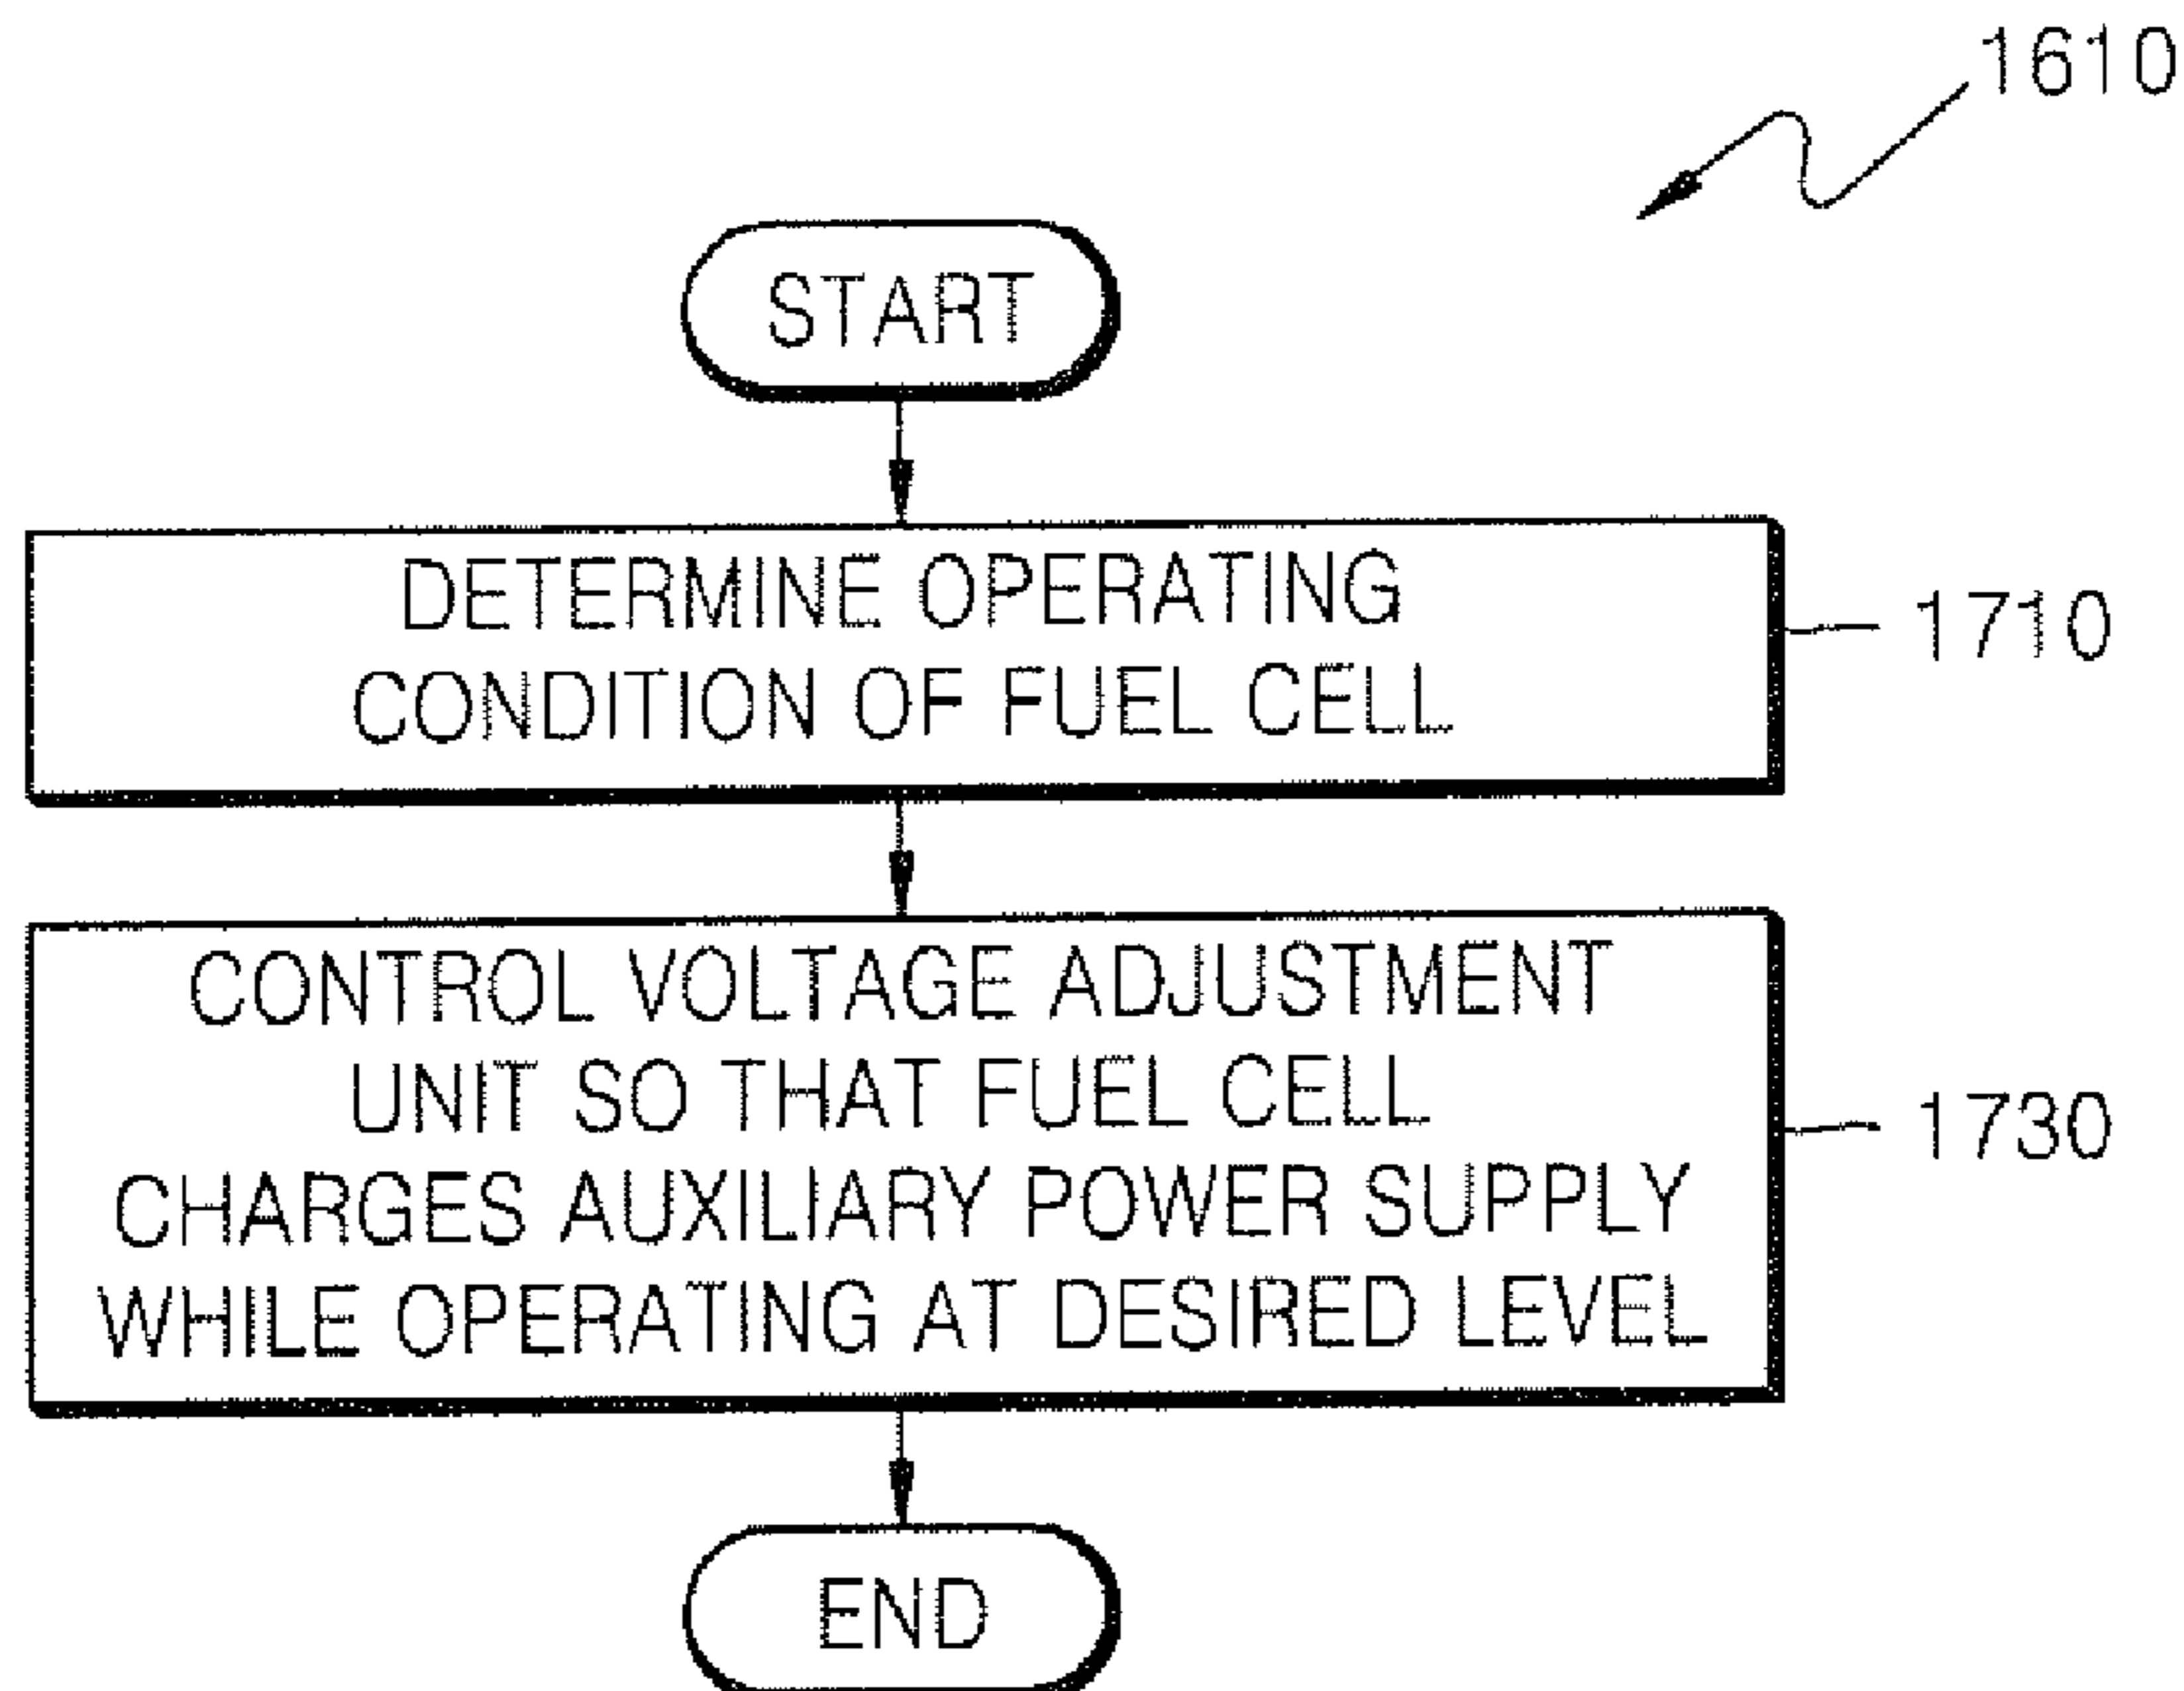 1610
START
DETERMINE OPERATING
CONDITION OF FUEL CELL
1710
CONTROL VOLTAGE ADJUSTMENT
UNIT SO THAT FUEL CELL
CHARGES AUXILIARY POWER SUPPLY
WHILE OPERATING AT DESIRED LEVEL
1730
END